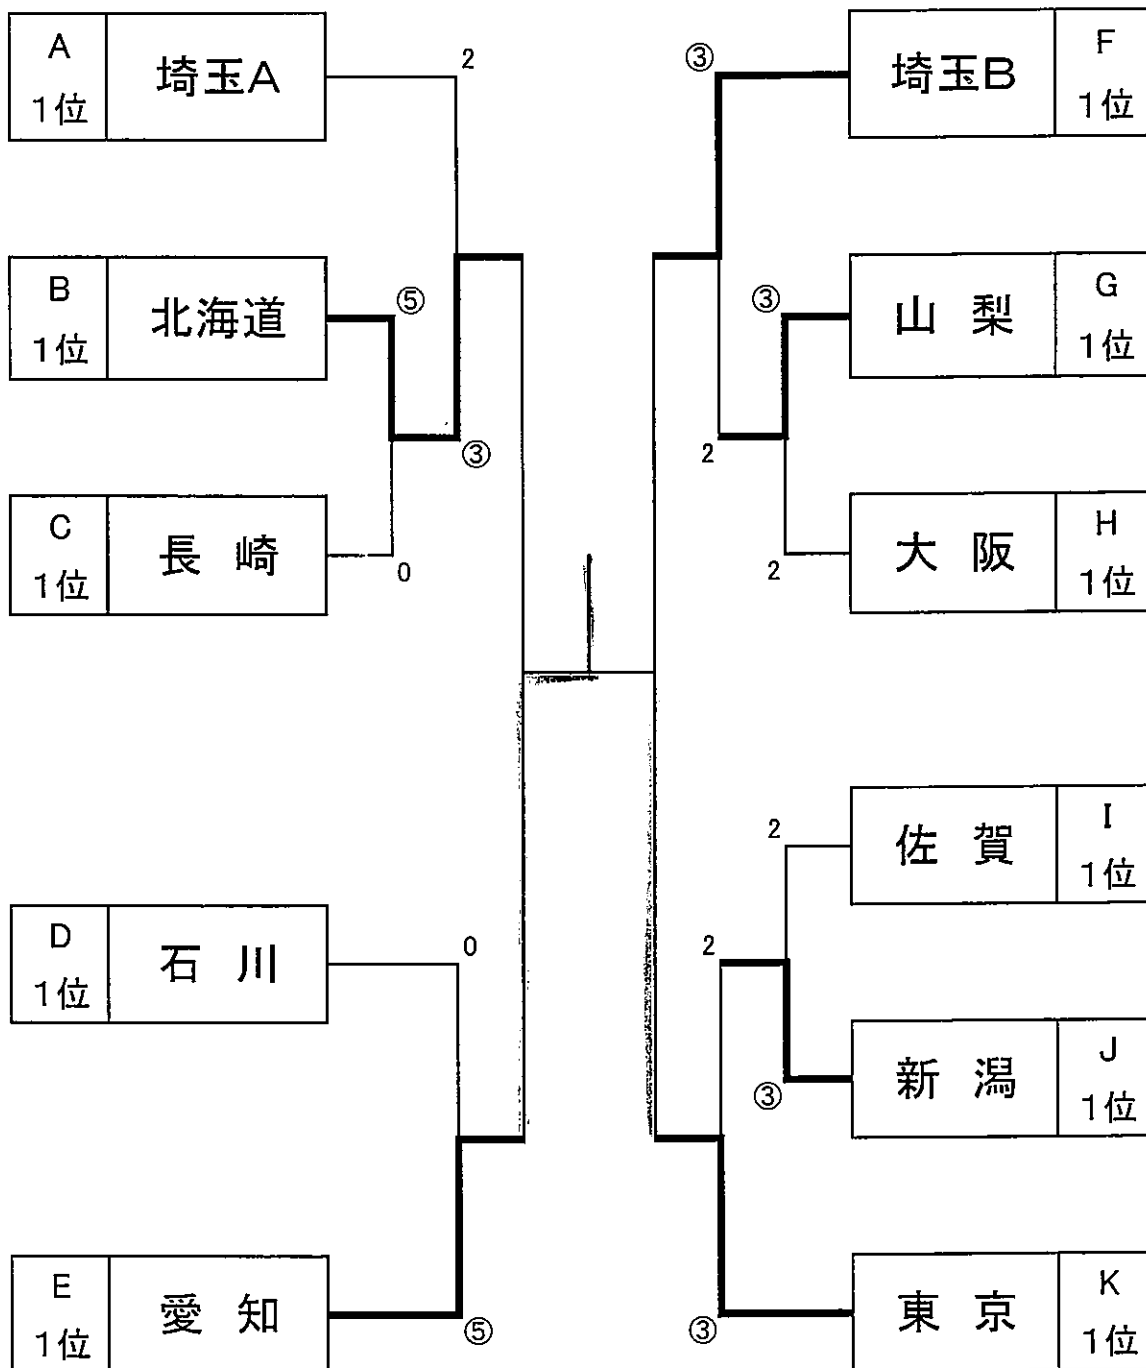 A
1位
埼玉A
2
B
1位
北海道
⑤
③
C
1位
長 崎
0
D
1位
石 川
0
E
1位
愛 知
⑤
③
埼玉B
F
1位
③
山 梨
G
1位
2
2
大 阪
H
1位
2
佐 賀
I
1位
2
③
新 潟
J
1位
③
東 京
K
1位